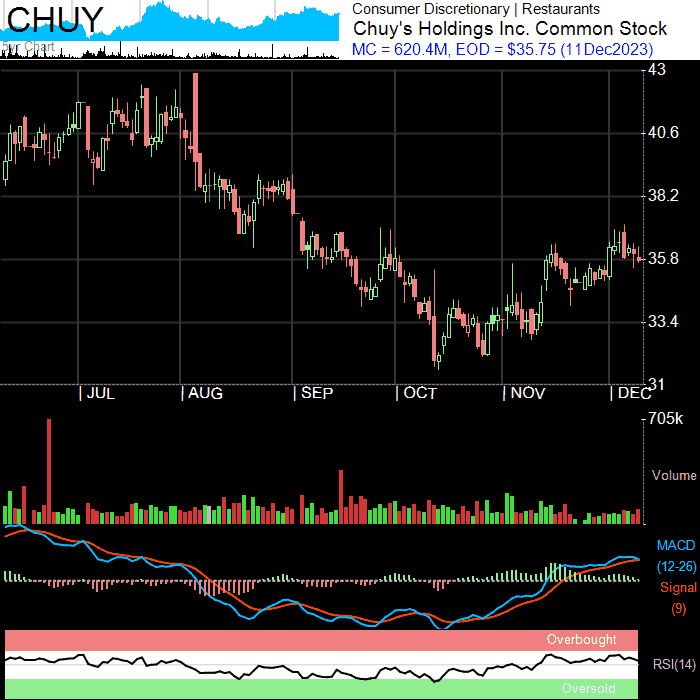 CHUY
5yr Chart
Consumer Discretionary | Restaurants
Chuy's Holdings Inc. Common Stock
MC = 620.4M, EOD = $35.75 (11Dec2023)
43
40.6
38.2
35.8
33.4
31
| JUL | AUG | SEP | OCT | NOV | DEC
705k
Volume
MACD
(12-26)
Signal
(9)
Overbought
RSI(14)
Oversold